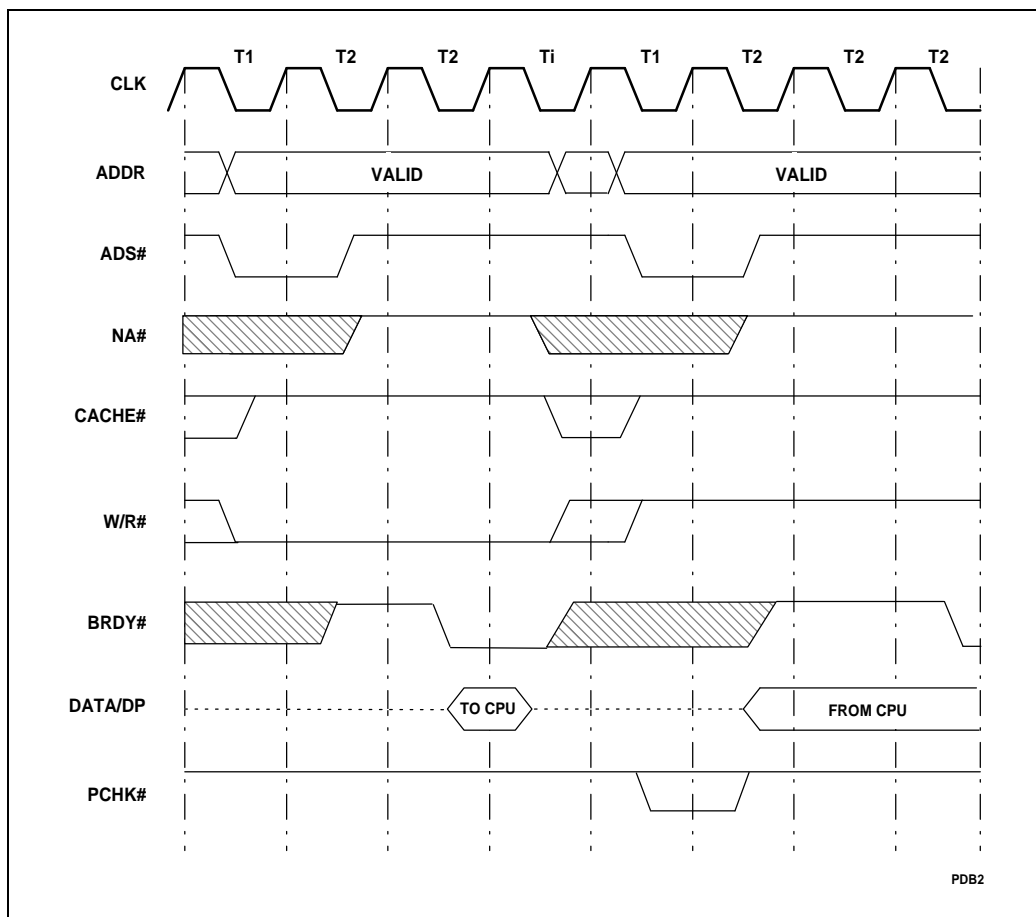 T1 T2 T2 Ti T1 T2 T2 T2
CLK
ADDR VALID VALID
ADS#
NA#
CACHE#
W/R#
BRDY#
DATA/DP TO CPU FROM CPU
PCHK#
PDB2